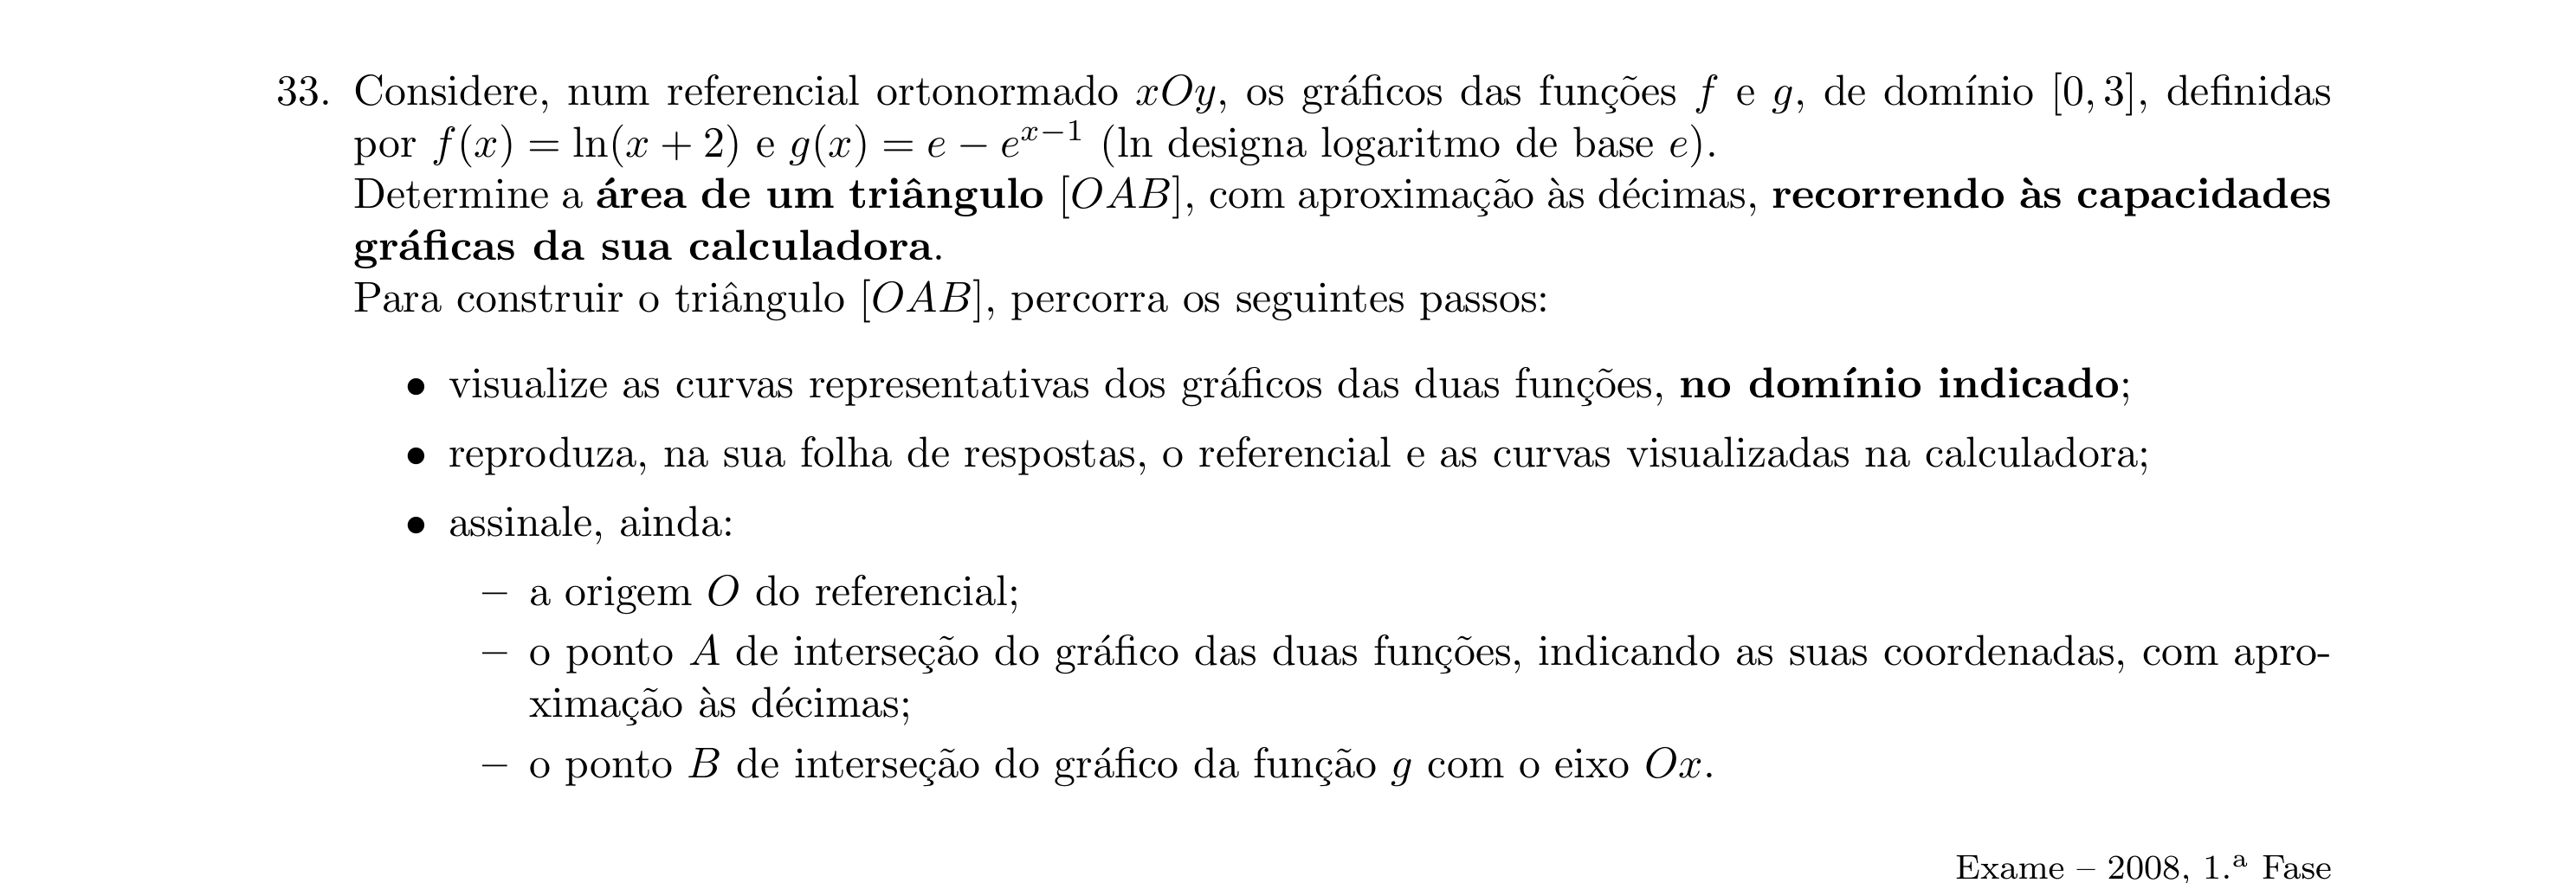 33. Considere, num referencial ortonormado xOy, os gráficos das funções f e g, de domínio [0, 3], definidas
por f(x) = ln(x + 2) e g(x) = e − e^{x−1} (ln designa logaritmo de base e).
Determine a área de um triângulo [OAB], com aproximação às décimas, recorrendo às capacidades
gráficas da sua calculadora.
Para construir o triângulo [OAB], percorra os seguintes passos:
• visualize as curvas representativas dos gráficos das duas funções, no domínio indicado;
• reproduza, na sua folha de respostas, o referencial e as curvas visualizadas na calculadora;
• assinale, ainda:
– a origem O do referencial;
– o ponto A de interseção do gráfico das duas funções, indicando as suas coordenadas, com apro-
ximação às décimas;
– o ponto B de interseção do gráfico da função g com o eixo Ox.
Exame – 2008, 1.ª Fase